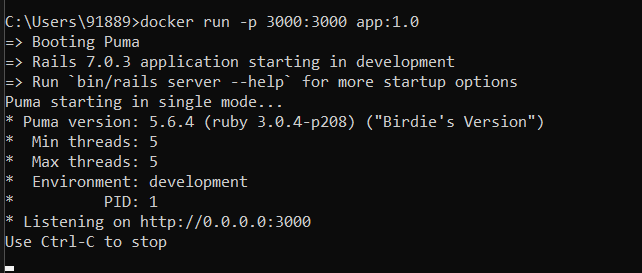 C:\Users\91889>docker run -p 3000:3000 app:1.0
=> Booting Puma
=> Rails 7.0.3 application starting in development
=> Run `bin/rails server --help` for more startup options
Puma starting in single mode...
* Puma version: 5.6.4 (ruby 3.0.4-p208) ("Birdie's Version")
*  Min threads: 5
*  Max threads: 5
*  Environment: development
*          PID: 1
* Listening on http://0.0.0.0:3000
Use Ctrl-C to stop